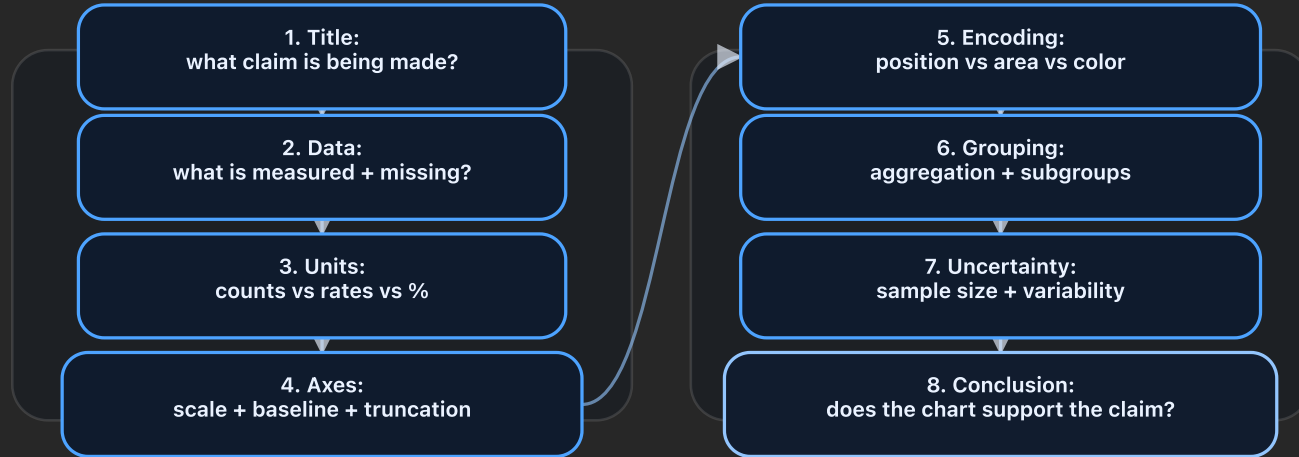 1. Title:
what claim is being made?
2. Data:
what is measured + missing?
3. Units:
counts vs rates vs %
4. Axes:
scale + baseline + truncation
5. Encoding:
position vs area vs color
6. Grouping:
aggregation + subgroups
7. Uncertainty:
sample size + variability
8. Conclusion:
does the chart support the claim?